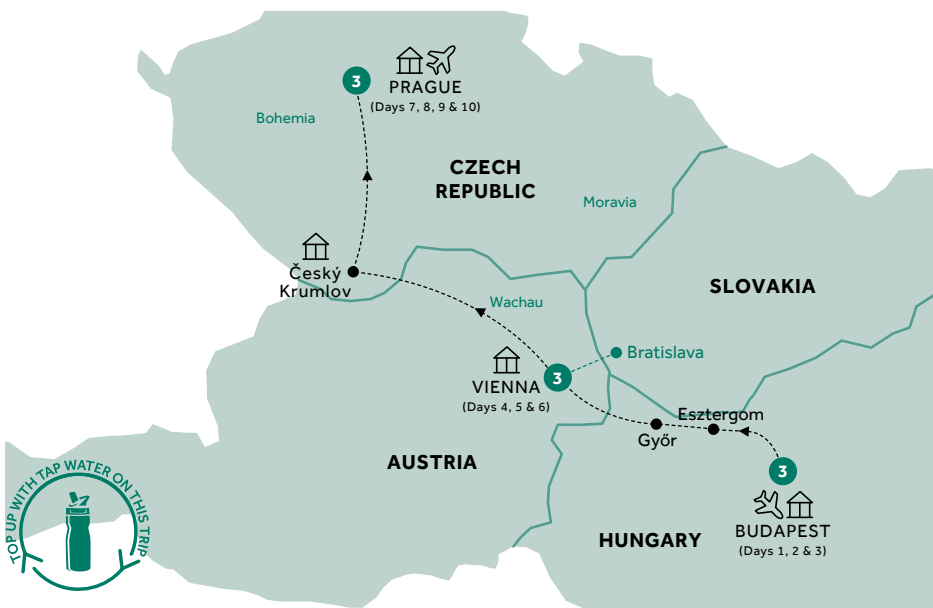 3
PRAGUE
(Days 7, 8, 9 & 10)
Bohemia
CZECH
REPUBLIC
Moravia
Český
Krumlov
SLOVAKIA
Wachau
Bratislava
3
VIENNA
(Days 4, 5 & 6)
Esztergom
Győr
AUSTRIA
3
BUDAPEST
(Days 1, 2 & 3)
HUNGARY
TOP UP WITH TAP WATER ON THIS TRIP